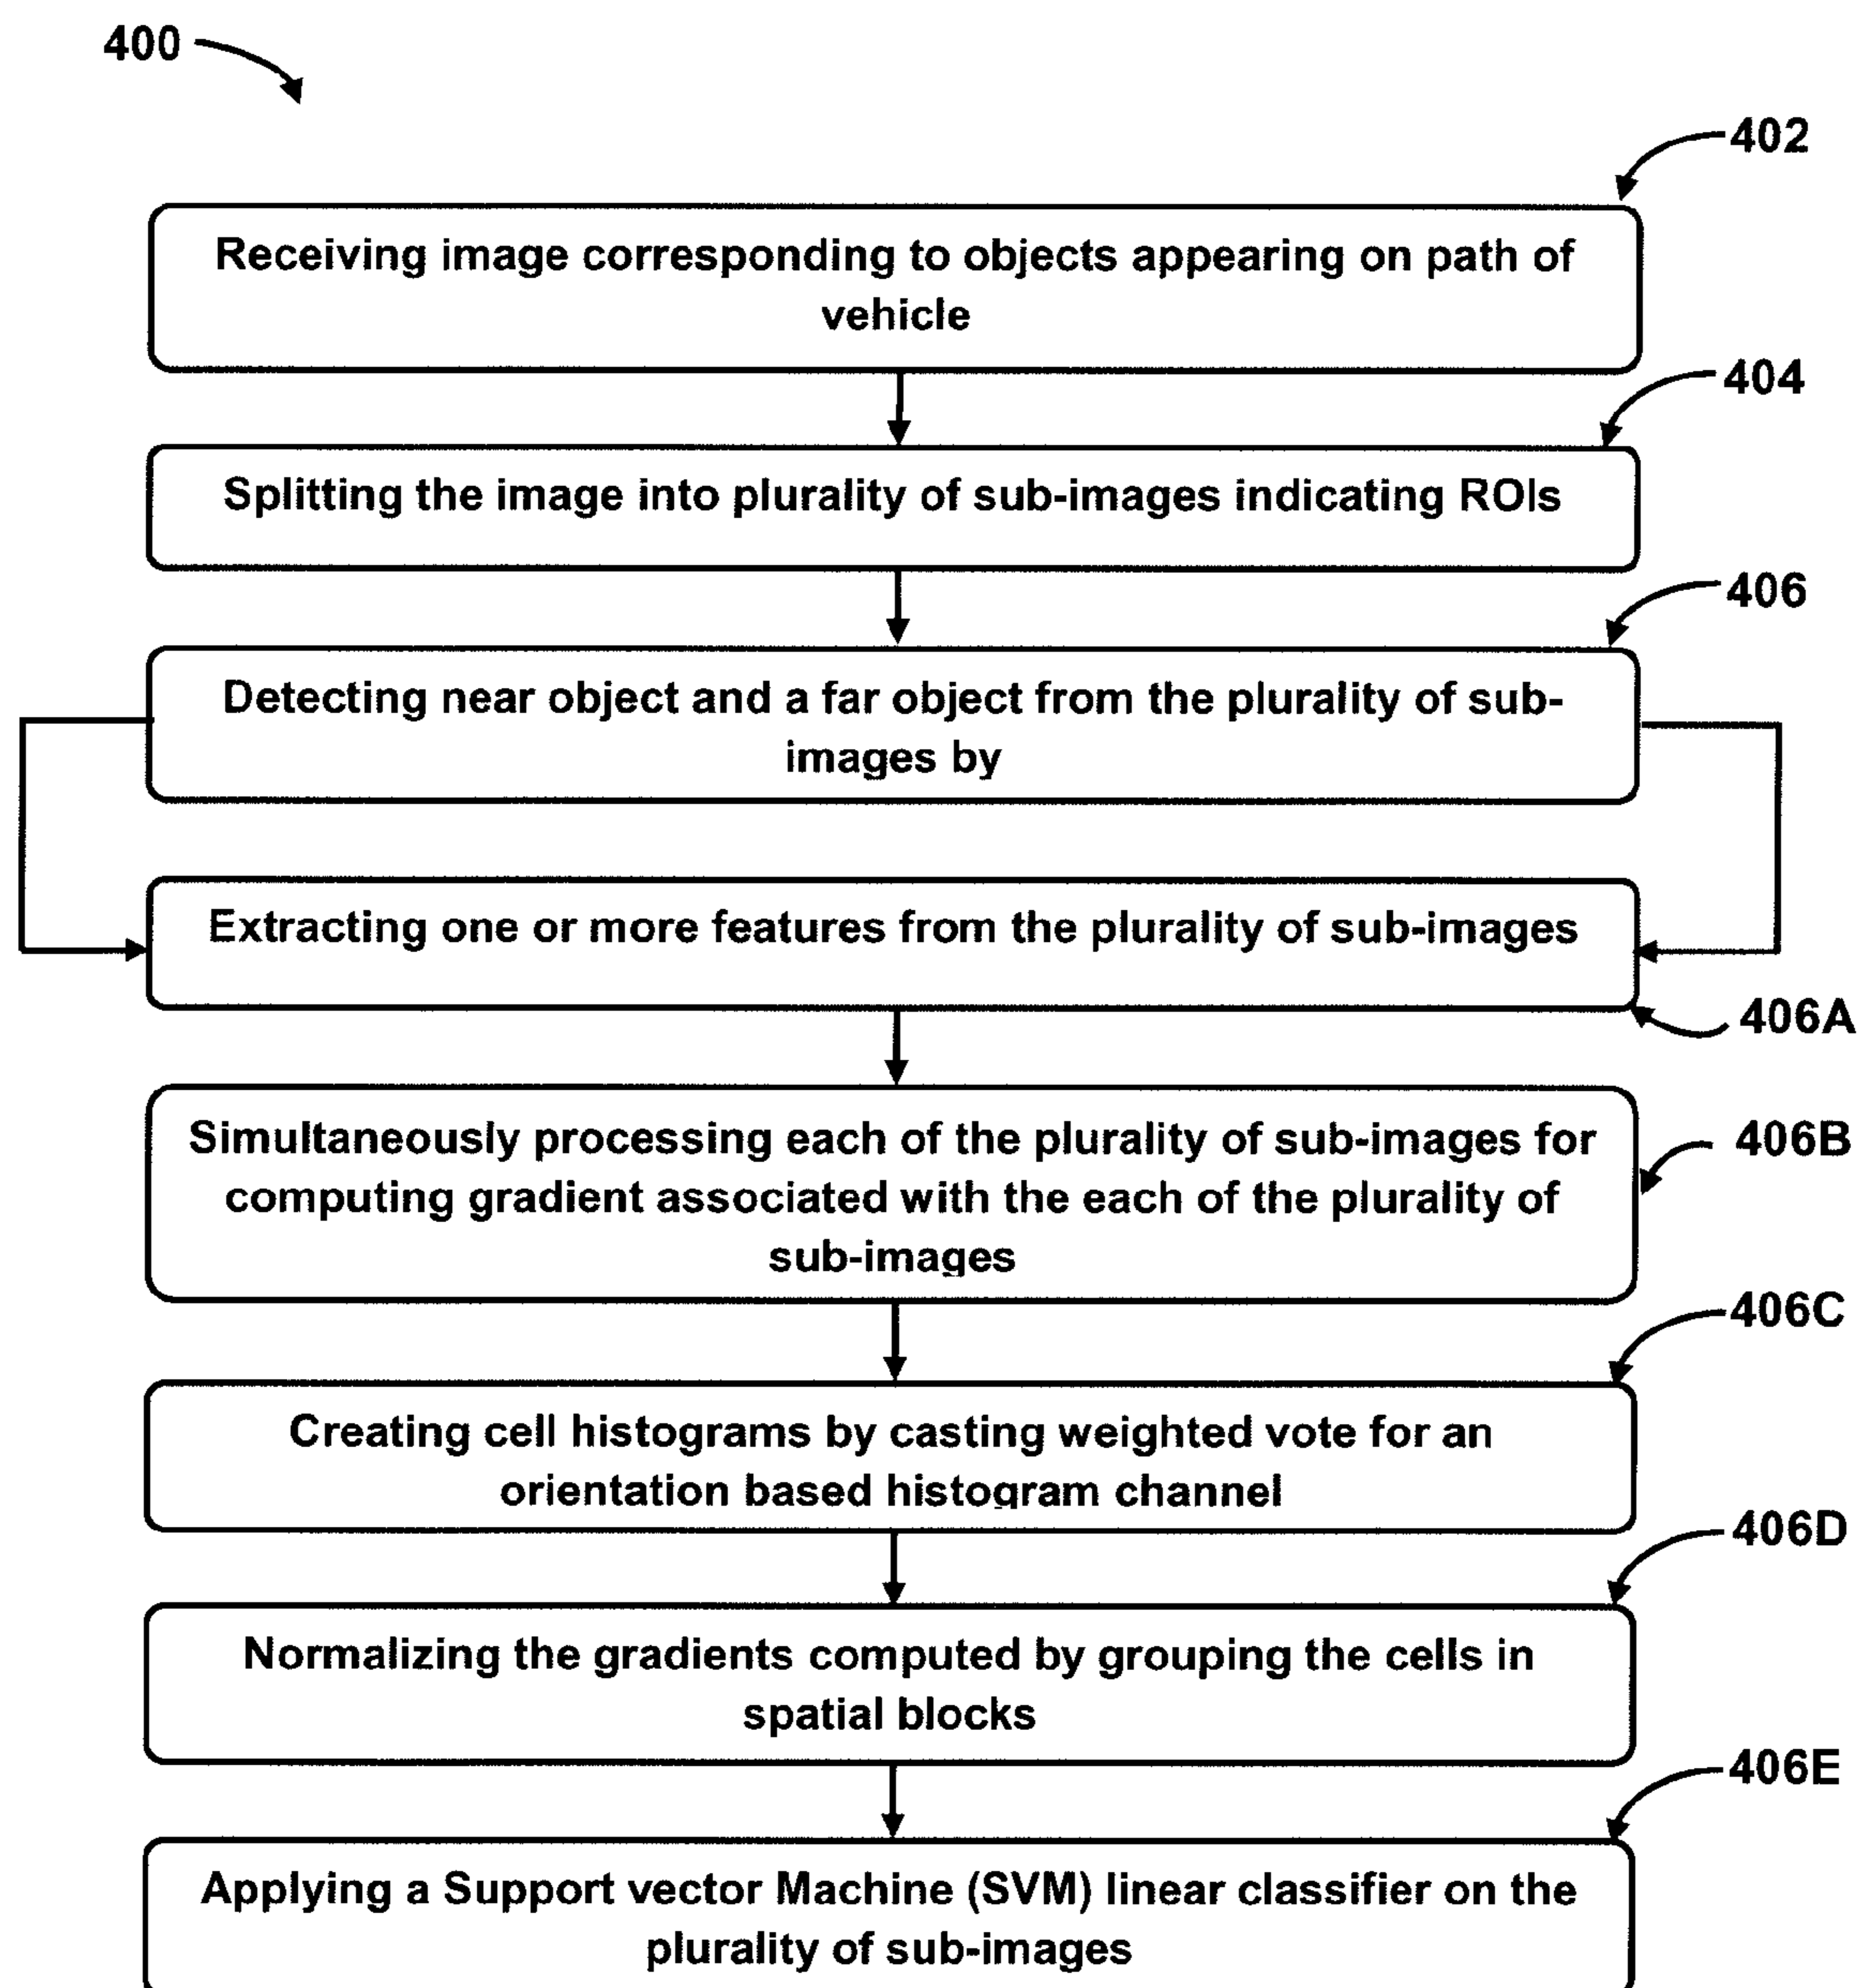 400
402
Receiving image corresponding to objects appearing on path of
vehicle
404
Splitting the image into plurality of sub-images indicating ROIs
406
Detecting near object and a far object from the plurality of sub-
images by
Extracting one or more features from the plurality of sub-images
406A
Simultaneously processing each of the plurality of sub-images for
computing gradient associated with the each of the plurality of
sub-images
406B
406C
Creating cell histograms by casting weighted vote for an
orientation based histogram channel
406D
Normalizing the gradients computed by grouping the cells in
spatial blocks
406E
Applying a Support vector Machine (SVM) linear classifier on the
plurality of sub-images